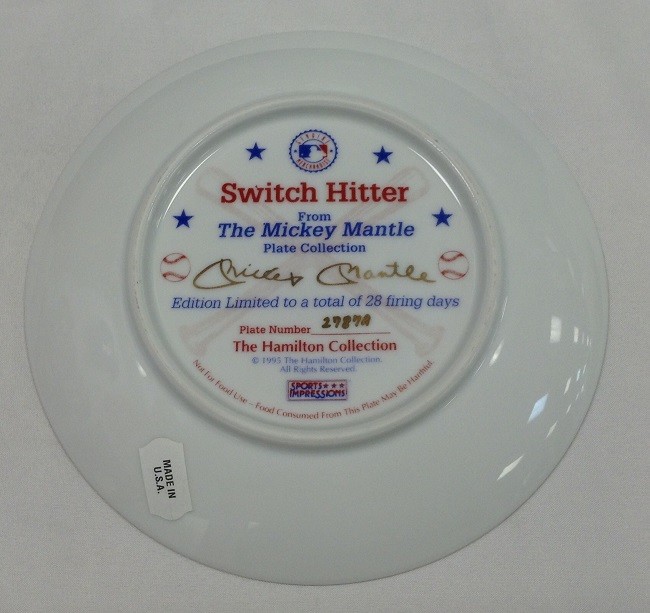 GENUINE
MERCHANDISE
Switch Hitter
From
The Mickey Mantle
Plate Collection
Mickey Mantle
Edition Limited to a total of 28 firing days
Plate Number 2787A
The Hamilton Collection
© 1995 The Hamilton Collection.
All Rights Reserved.
Not For Food Use – Food Consumed From This Plate May Be Harmful
SPORTS
IMPRESSIONS
MADE IN
U.S.A.